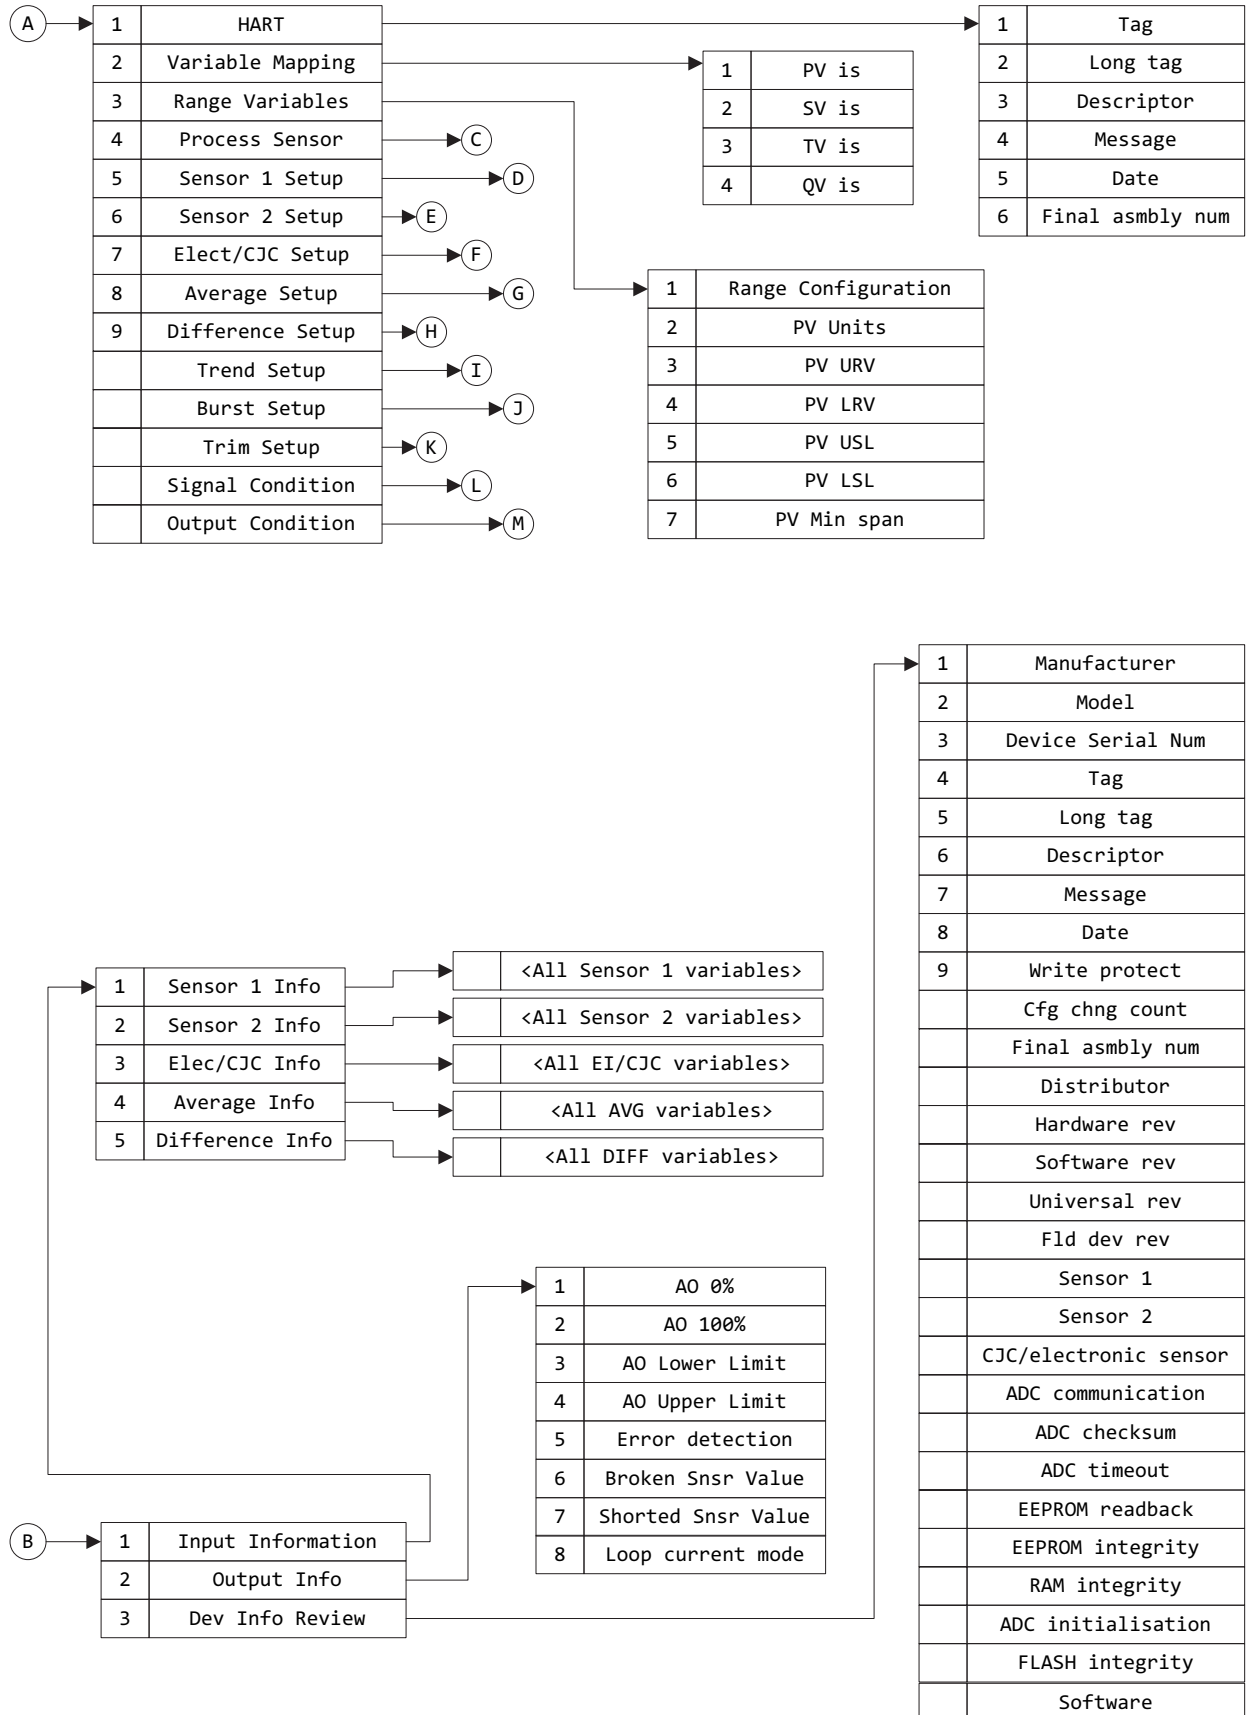 A
1 HART
2 Variable Mapping
3 Range Variables
4 Process Sensor
5 Sensor 1 Setup
6 Sensor 2 Setup
7 Elect/CJC Setup
8 Average Setup
9 Difference Setup
Trend Setup
Burst Setup
Trim Setup
Signal Condition
Output Condition
C
D
E
F
G
H
I
J
K
L
M
1 PV is
2 SV is
3 TV is
4 QV is
1 Tag
2 Long tag
3 Descriptor
4 Message
5 Date
6 Final asmbly num
1 Range Configuration
2 PV Units
3 PV URV
4 PV LRV
5 PV USL
6 PV LSL
7 PV Min span
B
1 Input Information
2 Output Info
3 Dev Info Review
1 Sensor 1 Info
2 Sensor 2 Info
3 Elec/CJC Info
4 Average Info
5 Difference Info
<All Sensor 1 variables>
<All Sensor 2 variables>
<All EI/CJC variables>
<All AVG variables>
<All DIFF variables>
1 AO 0%
2 AO 100%
3 AO Lower Limit
4 AO Upper Limit
5 Error detection
6 Broken Snsr Value
7 Shorted Snsr Value
8 Loop current mode
1 Manufacturer
2 Model
3 Device Serial Num
4 Tag
5 Long tag
6 Descriptor
7 Message
8 Date
9 Write protect
Cfg chng count
Final asmbly num
Distributor
Hardware rev
Software rev
Universal rev
Fld dev rev
Sensor 1
Sensor 2
CJC/electronic sensor
ADC communication
ADC checksum
ADC timeout
EEPROM readback
EEPROM integrity
RAM integrity
ADC initialisation
FLASH integrity
Software